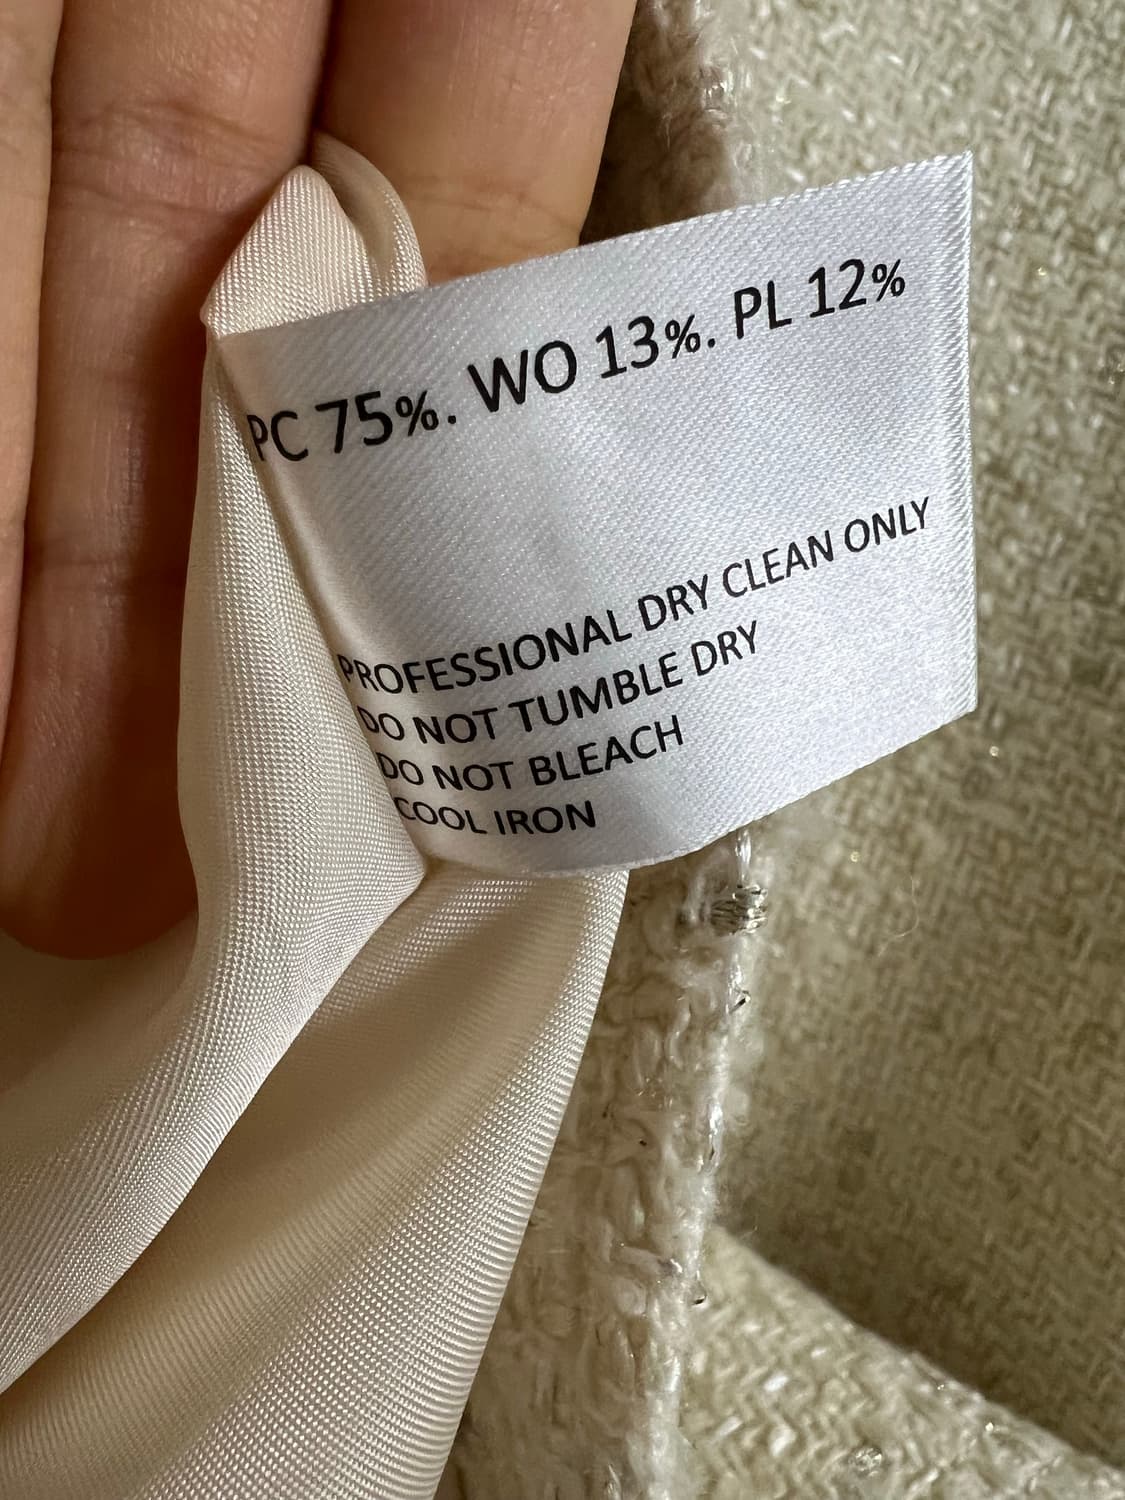 PC 75%. WO 13%. PL 12%
PROFESSIONAL DRY CLEAN ONLY
DO NOT TUMBLE DRY
DO NOT BLEACH
COOL IRON